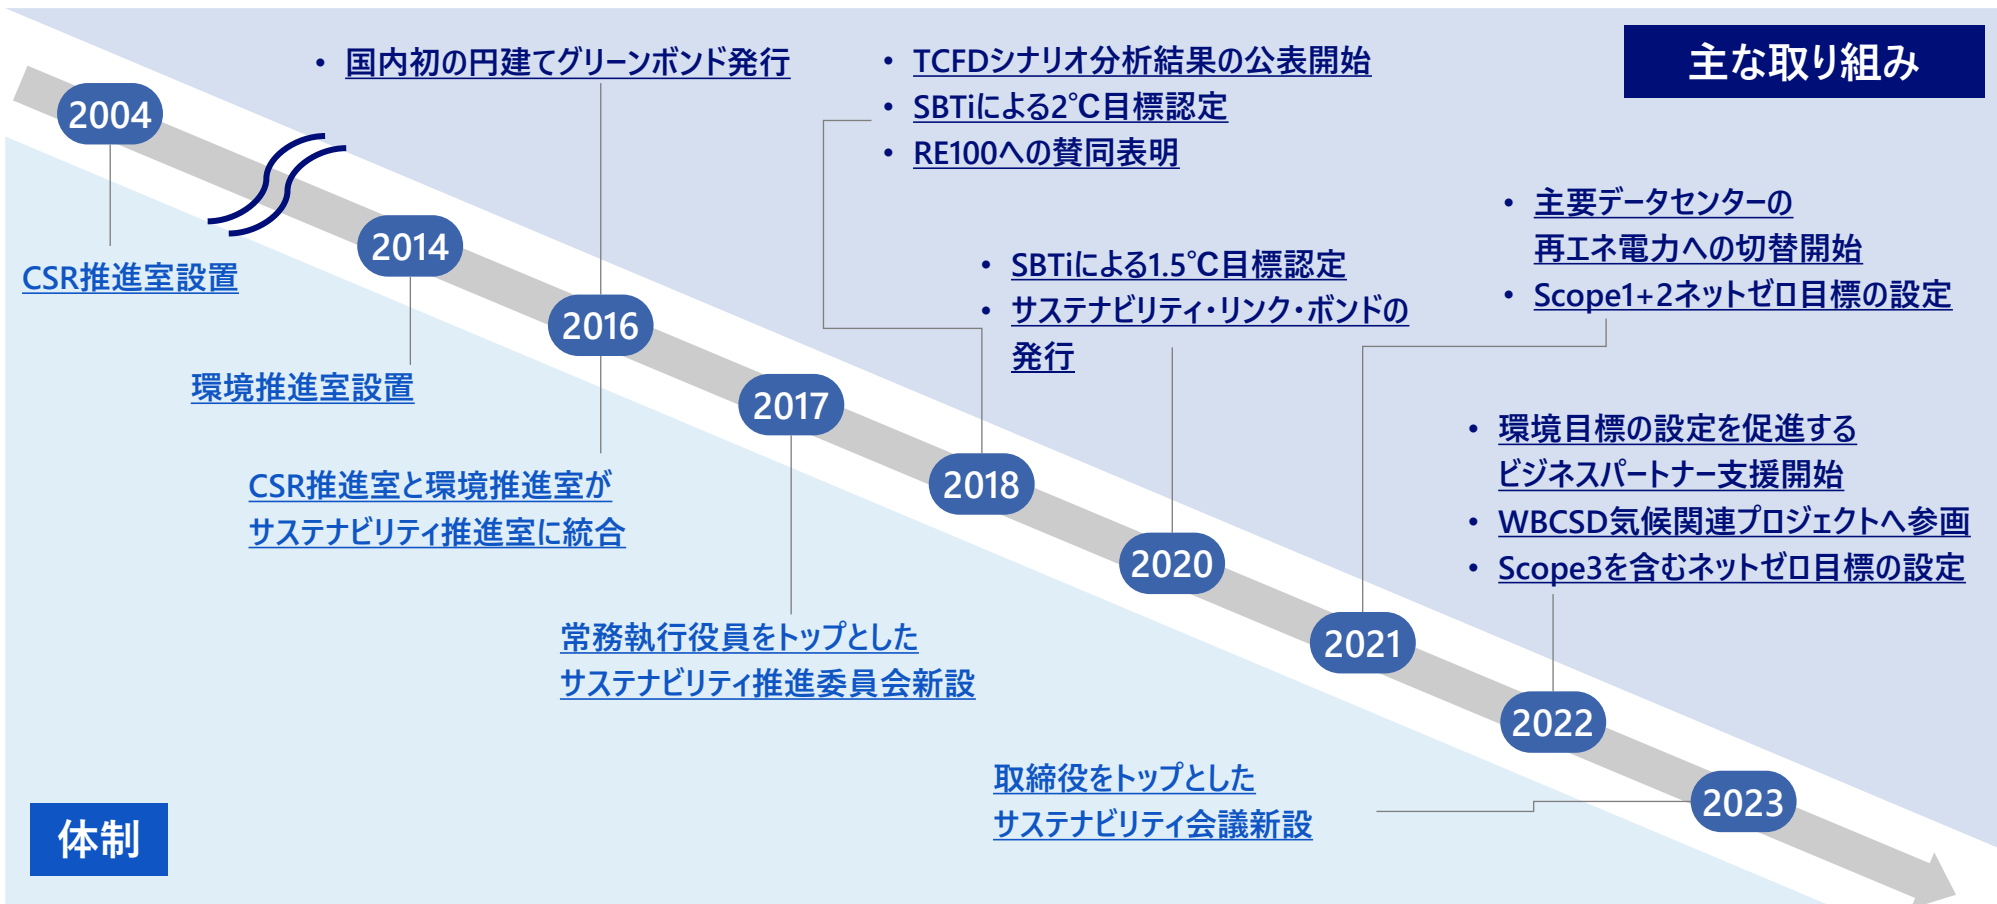 主な取り組み
2004
CSR推進室設置
2014
環境推進室設置
• 国内初の円建てグリーンボンド発行
2016
CSR推進室と環境推進室が
サステナビリティ推進室に統合
2017
常務執行役員をトップとした
サステナビリティ推進委員会新設
• TCFDシナリオ分析結果の公表開始
• SBTiによる2℃目標認定
• RE100への賛同表明
2018
• SBTiによる1.5℃目標認定
• サステナビリティ・リンク・ボンドの
発行
2020
• 主要データセンターの
再エネ電力への切替開始
• Scope1+2ネットゼロ目標の設定
2021
• 環境目標の設定を促進する
ビジネスパートナー支援開始
• WBCSD気候関連プロジェクトへ参画
• Scope3を含むネットゼロ目標の設定
2022
取締役をトップとした
サステナビリティ会議新設
2023
体制